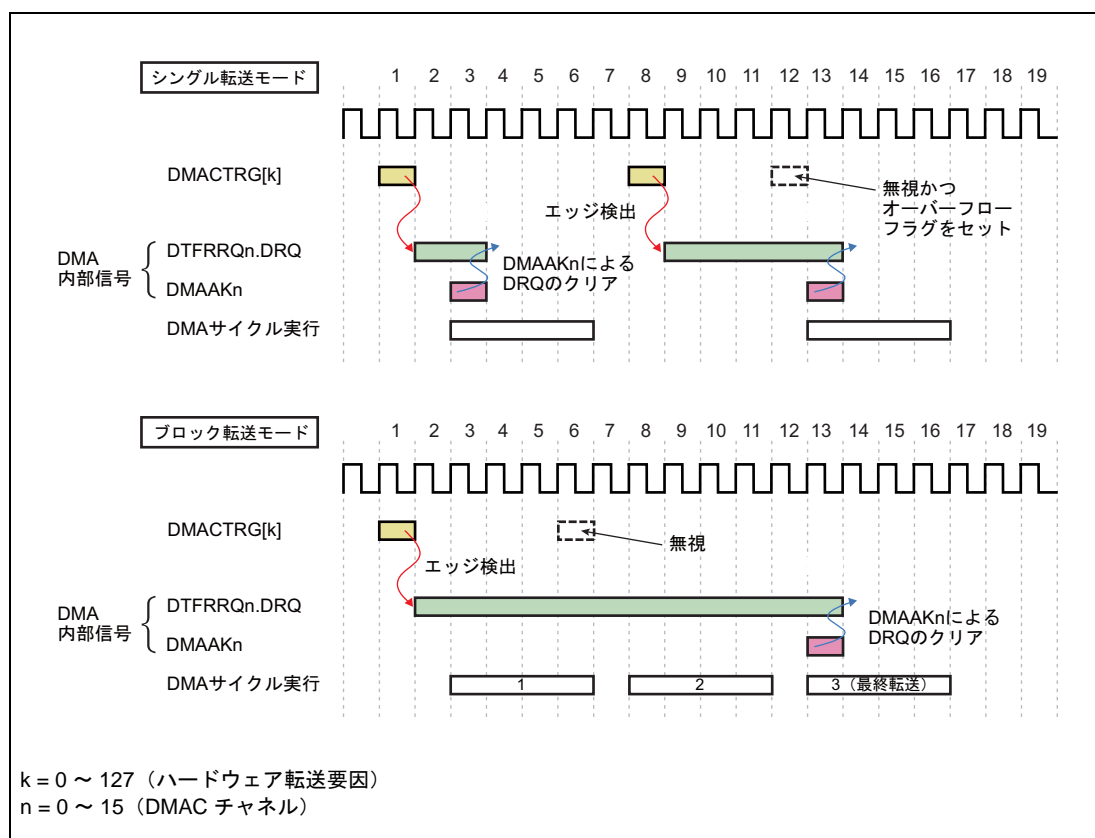 シングル転送モード
1 2 3 4 5 6 7 8 9 10 11 12 13 14 15 16 17 18 19
DMACTRG[k]
エッジ検出
無視かつ
オーバーフロー
フラグをセット
DMA
内部信号
DTFRRQn.DRQ
DMAAKnによる
DRQのクリア
DMAAKn
DMAサイクル実行
ブロック転送モード
1 2 3 4 5 6 7 8 9 10 11 12 13 14 15 16 17 18 19
DMACTRG[k]
無視
エッジ検出
DMA
内部信号
DTFRRQn.DRQ
DMAAKnによる
DRQのクリア
DMAAKn
DMAサイクル実行
1
2
3（最終転送）
k = 0 ～ 127（ハードウェア転送要因）
n = 0 ～ 15（DMAC チャネル）